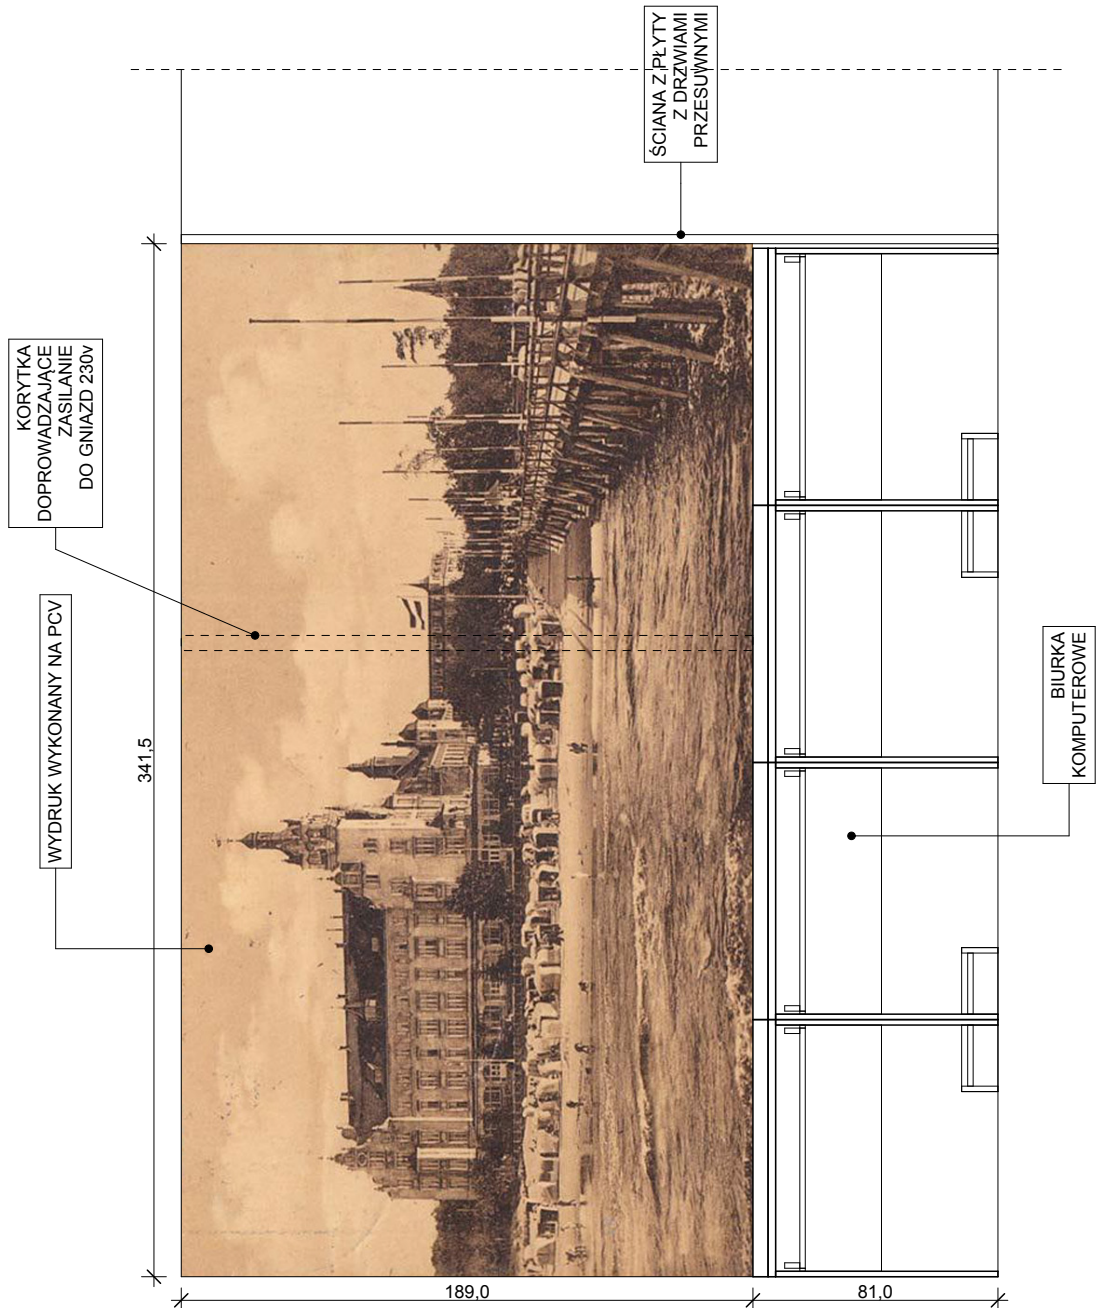 ŚCIANA Z PŁYTY
Z DRZWIAMI
PRZESUWNYMI
KORYTKA
DOPROWADZAJĄCE
ZASILANIE
DO GNIAZD 230v
WYDRUK WYKONANY NA PCV
341,5
BIURKA
KOMPUTEROWE
189,0
81,0